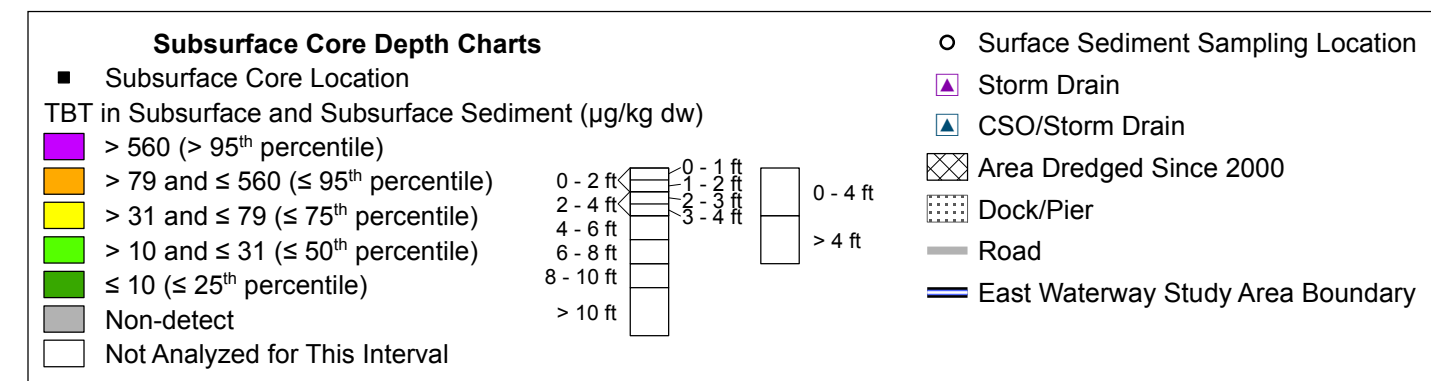 Subsurface Core Depth Charts
Subsurface Core Location
TBT in Subsurface and Subsurface Sediment (µg/kg dw)
> 560 (> 95th percentile)
> 79 and ≤ 560 (≤ 95th percentile)
> 31 and ≤ 79 (≤ 75th percentile)
> 10 and ≤ 31 (≤ 50th percentile)
≤ 10 (≤ 25th percentile)
Non-detect
Not Analyzed for This Interval
0 - 2 ft
2 - 4 ft
4 - 6 ft
6 - 8 ft
8 - 10 ft
> 10 ft
0 - 1 ft
1 - 2 ft
2 - 3 ft
3 - 4 ft
0 - 4 ft
> 4 ft
Surface Sediment Sampling Location
Storm Drain
CSO/Storm Drain
Area Dredged Since 2000
Dock/Pier
Road
East Waterway Study Area Boundary